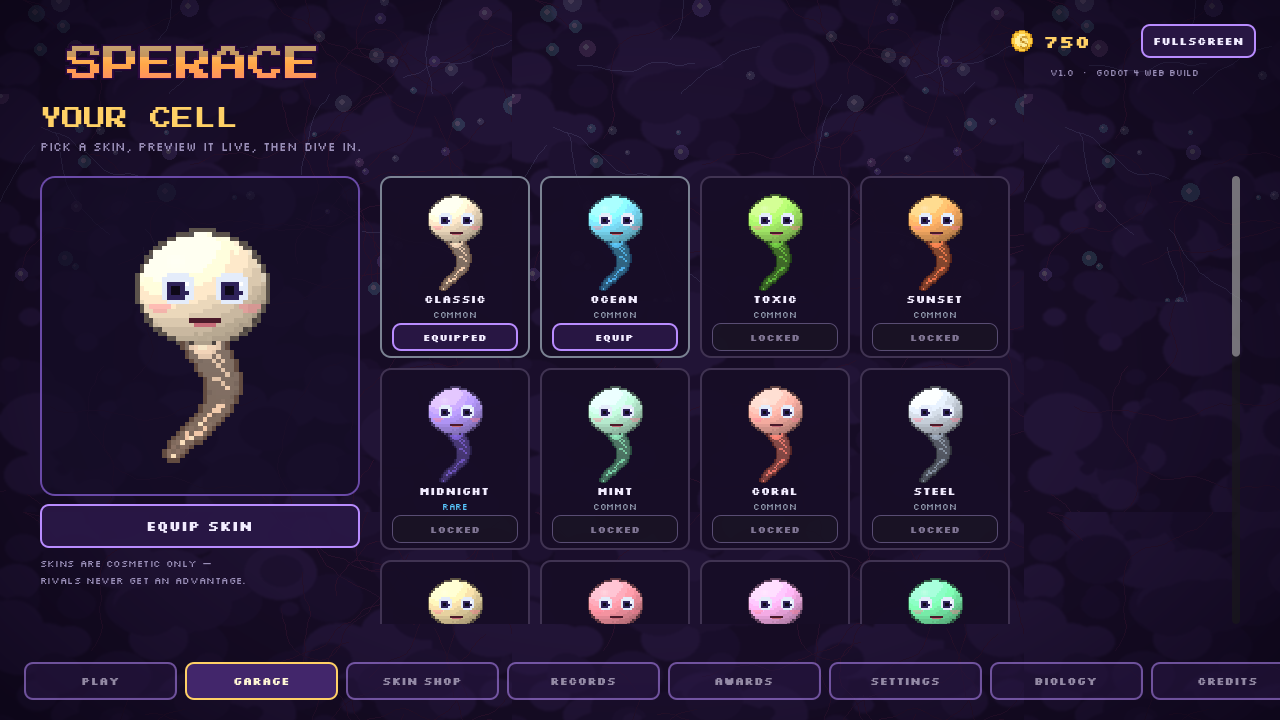 SPERACE
750
FULLSCREEN
V1.0 · GODOT 4 WEB BUILD
YOUR CELL
PICK A SKIN, PREVIEW IT LIVE, THEN DIVE IN.
CLASSIC
COMMON
EQUIPPED
OCEAN
COMMON
EQUIP
TOXIC
COMMON
LOCKED
SUNSET
COMMON
LOCKED
MIDNIGHT
RARE
LOCKED
MINT
COMMON
LOCKED
CORAL
COMMON
LOCKED
STEEL
COMMON
LOCKED
EQUIP SKIN
SKINS ARE COSMETIC ONLY —
RIVALS NEVER GET AN ADVANTAGE.
PLAY
GARAGE
SKIN SHOP
RECORDS
AWARDS
SETTINGS
BIOLOGY
CREDITS